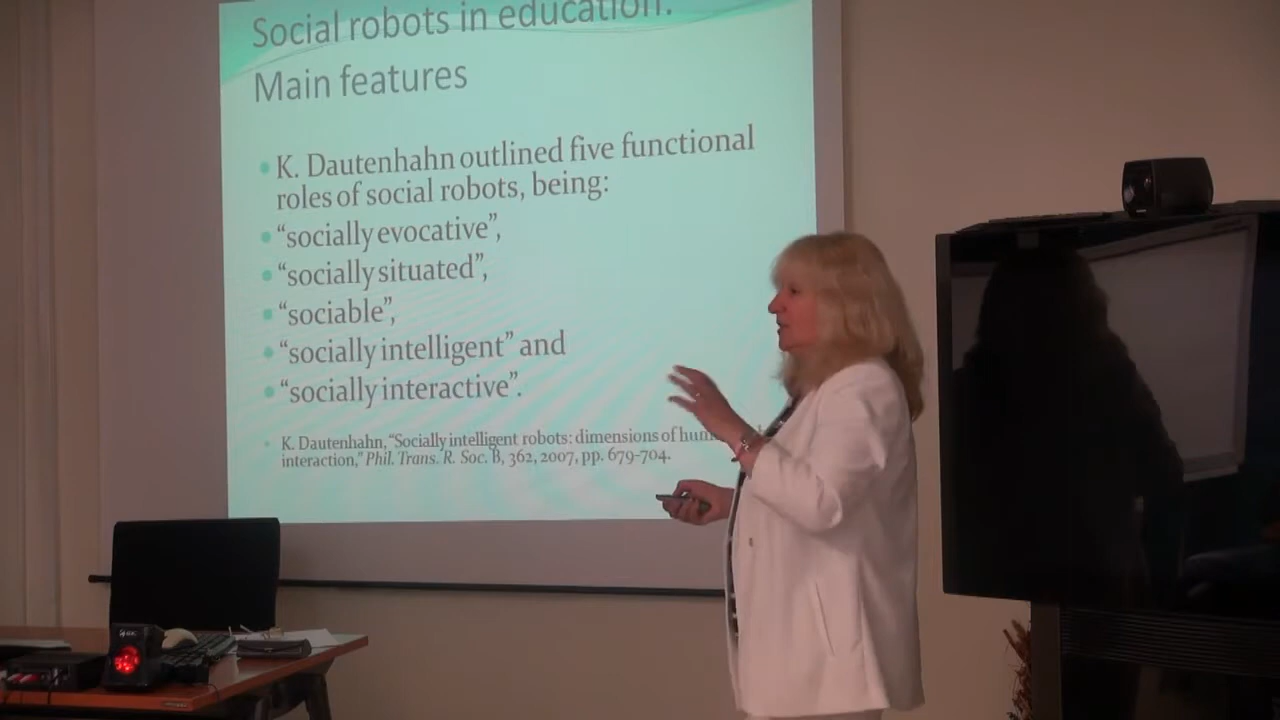 Social robots in education:
Main features
K. Dautenhahn outlined five functional
roles of social robots, being:
“socially evocative”,
“socially situated”,
“sociable”,
“socially intelligent” and
“socially interactive”.
K. Dautenhahn, “Socially intelligent robots: dimensions of
interaction,” Phil. Trans. R. Soc. B, 362, 2007, pp. 679-704.